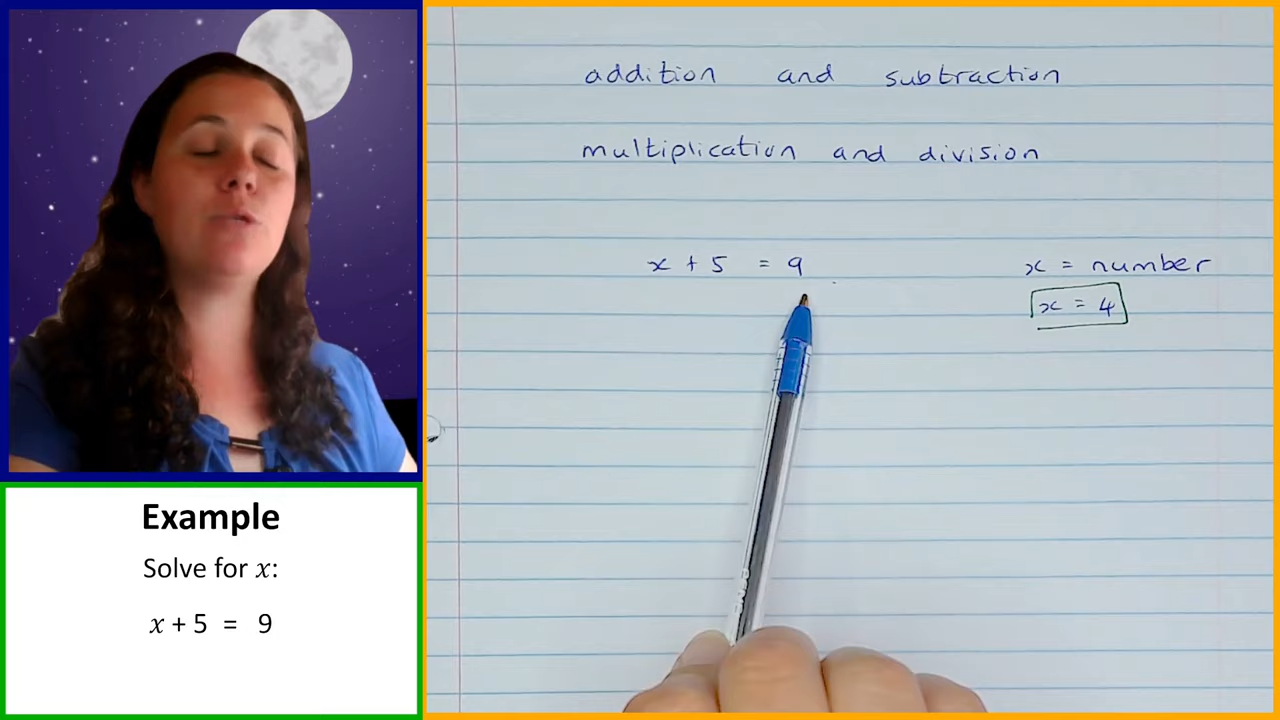 addition and subtraction
multiplication and division
x + 5 = 9
x = number
x = 4
Example
Solve for x:
x + 5 = 9